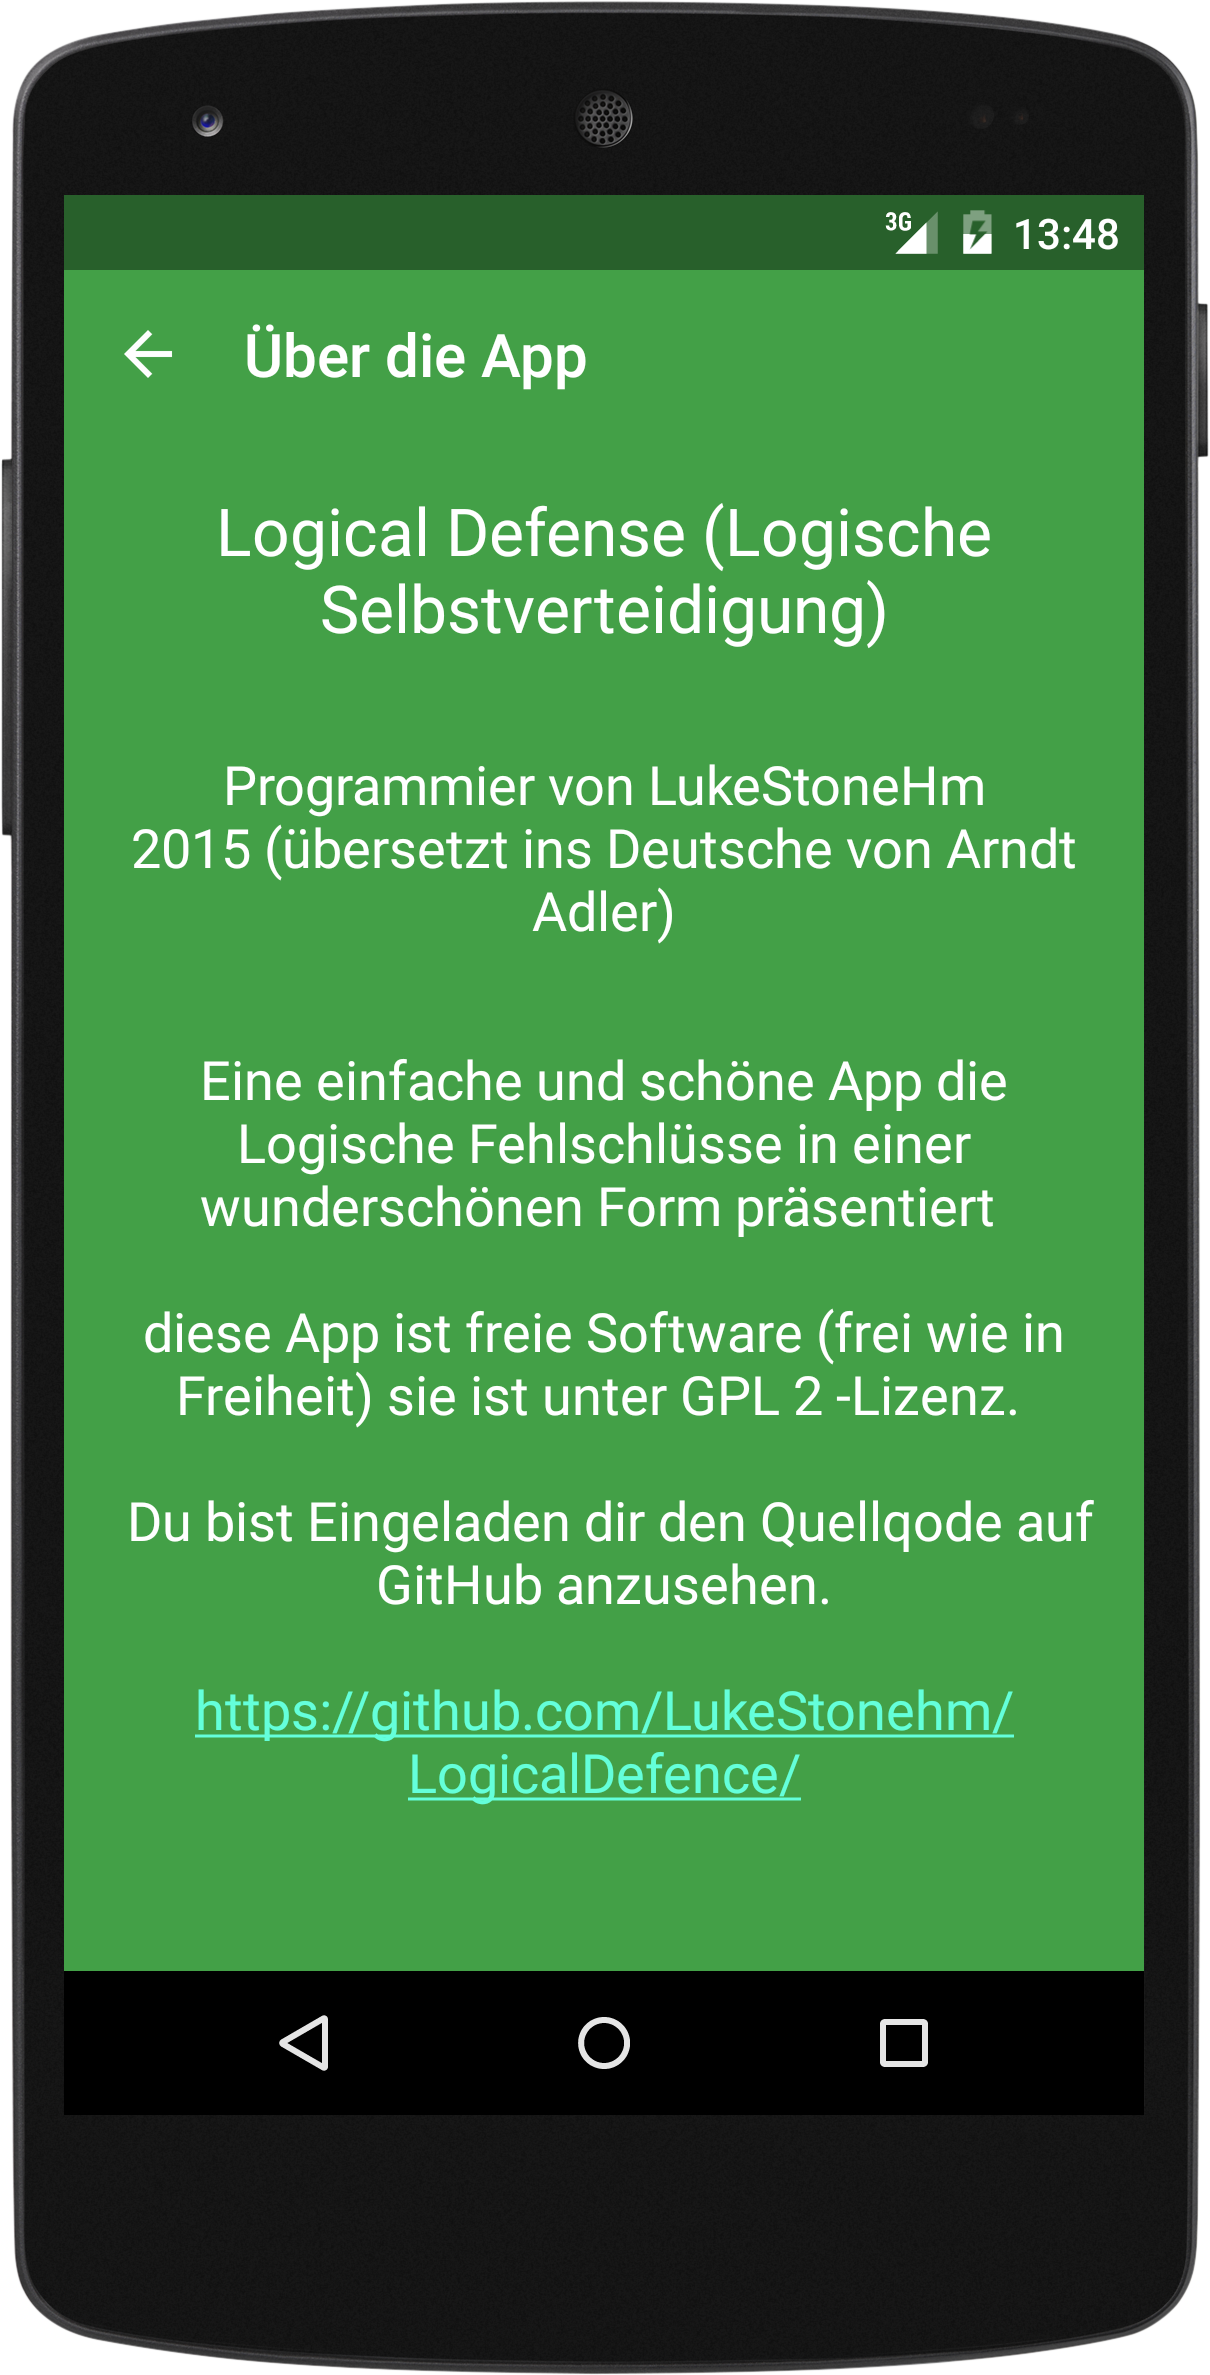 3G 13:48
Über die App
Logical Defense (Logische
Selbstverteidigung)
Programmier von LukeStoneHm
2015 (übersetzt ins Deutsche von Arndt
Adler)
Eine einfache und schöne App die
Logische Fehlschlüsse in einer
wunderschönen Form präsentiert
diese App ist freie Software (frei wie in
Freiheit) sie ist unter GPL 2 -Lizenz.
Du bist Eingeladen dir den Quellqode auf
GitHub anzusehen.
https://github.com/LukeStonehm/
LogicalDefence/